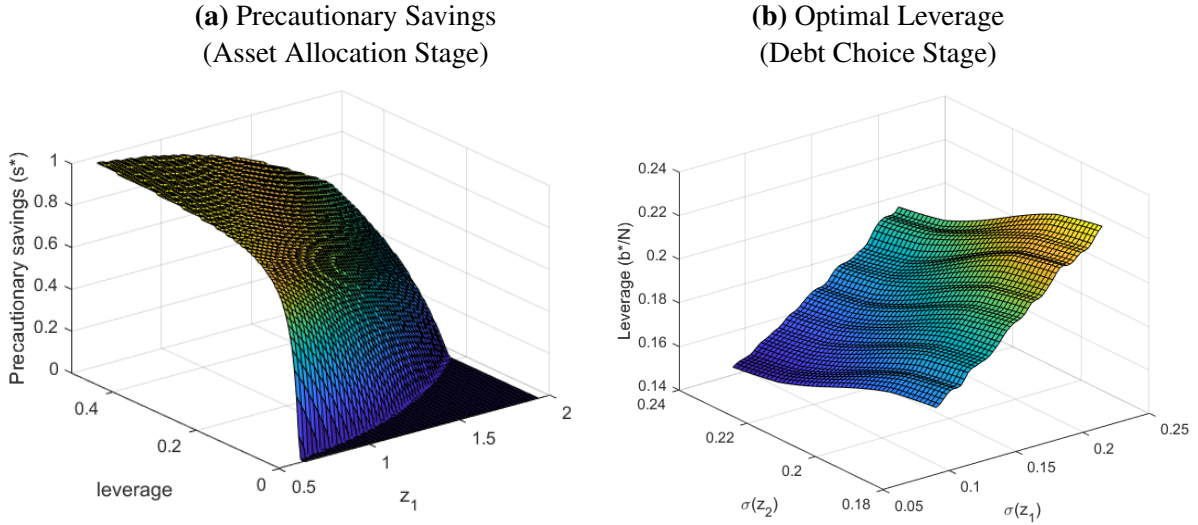 (a) Precautionary Savings
(Asset Allocation Stage)
Precautionary savings (s*)
1
0.8
0.6
0.4
0.2
0
0.4
0.2
0
leverage
0.5
1
1.5
2
z₁
(b) Optimal Leverage
(Debt Choice Stage)
Leverage (b*/N)
0.24
0.22
0.2
0.18
0.16
0.14
0.24
0.22
0.2
0.18
σ(z₂)
0.05
0.1
0.15
0.2
0.25
σ(z₁)